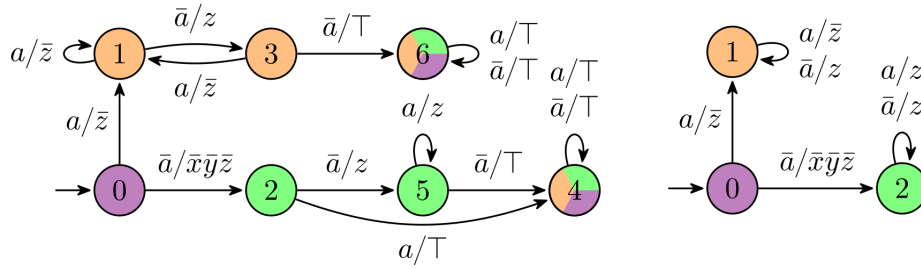 ā/z ā/⊤
a/z̄ 1 3 6 a/⊤
ā/⊤
a/z̄
a/z̄ a/z a/⊤
ā/⊤
0 ā/x̄ȳz̄ 2 ā/z 5 ā/⊤ 4
a/⊤
1 a/z̄
ā/z
a/z̄ a/z
ā/z
0 ā/x̄ȳz̄ 2